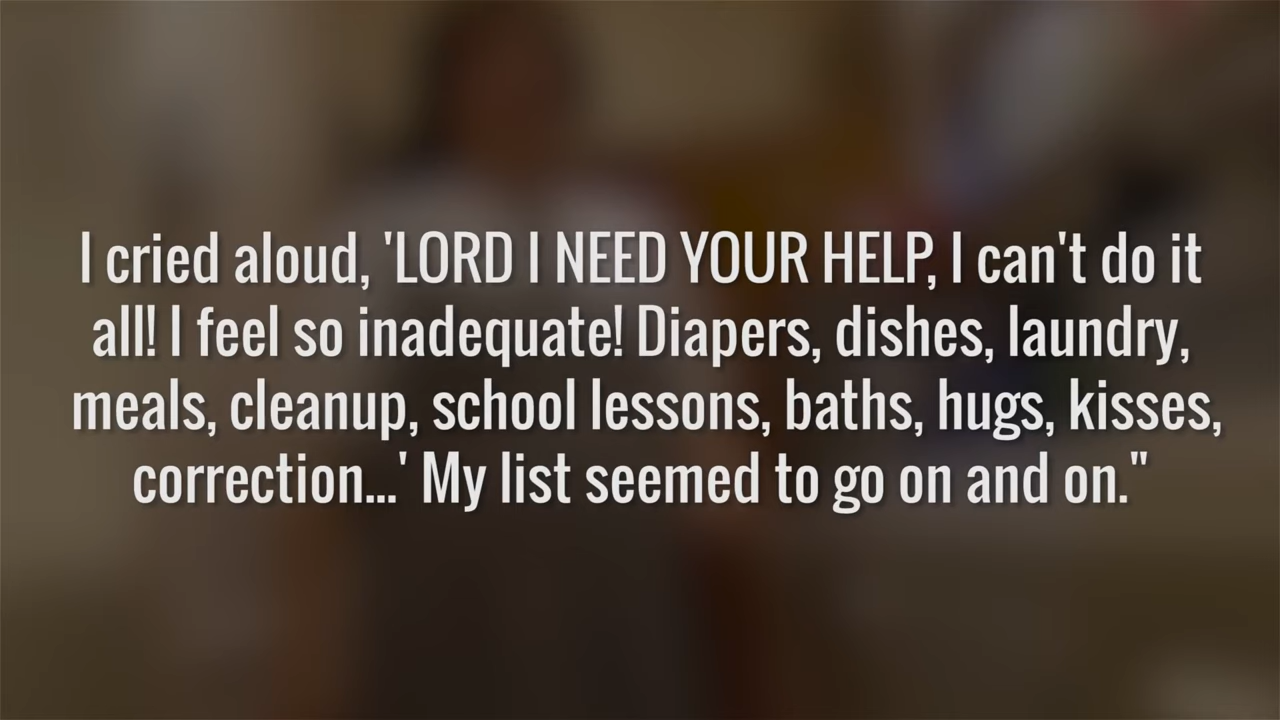 I cried aloud, 'LORD I NEED YOUR HELP, I can't do it
all! I feel so inadequate! Diapers, dishes, laundry,
meals, cleanup, school lessons, baths, hugs, kisses,
correction...' My list seemed to go on and on."